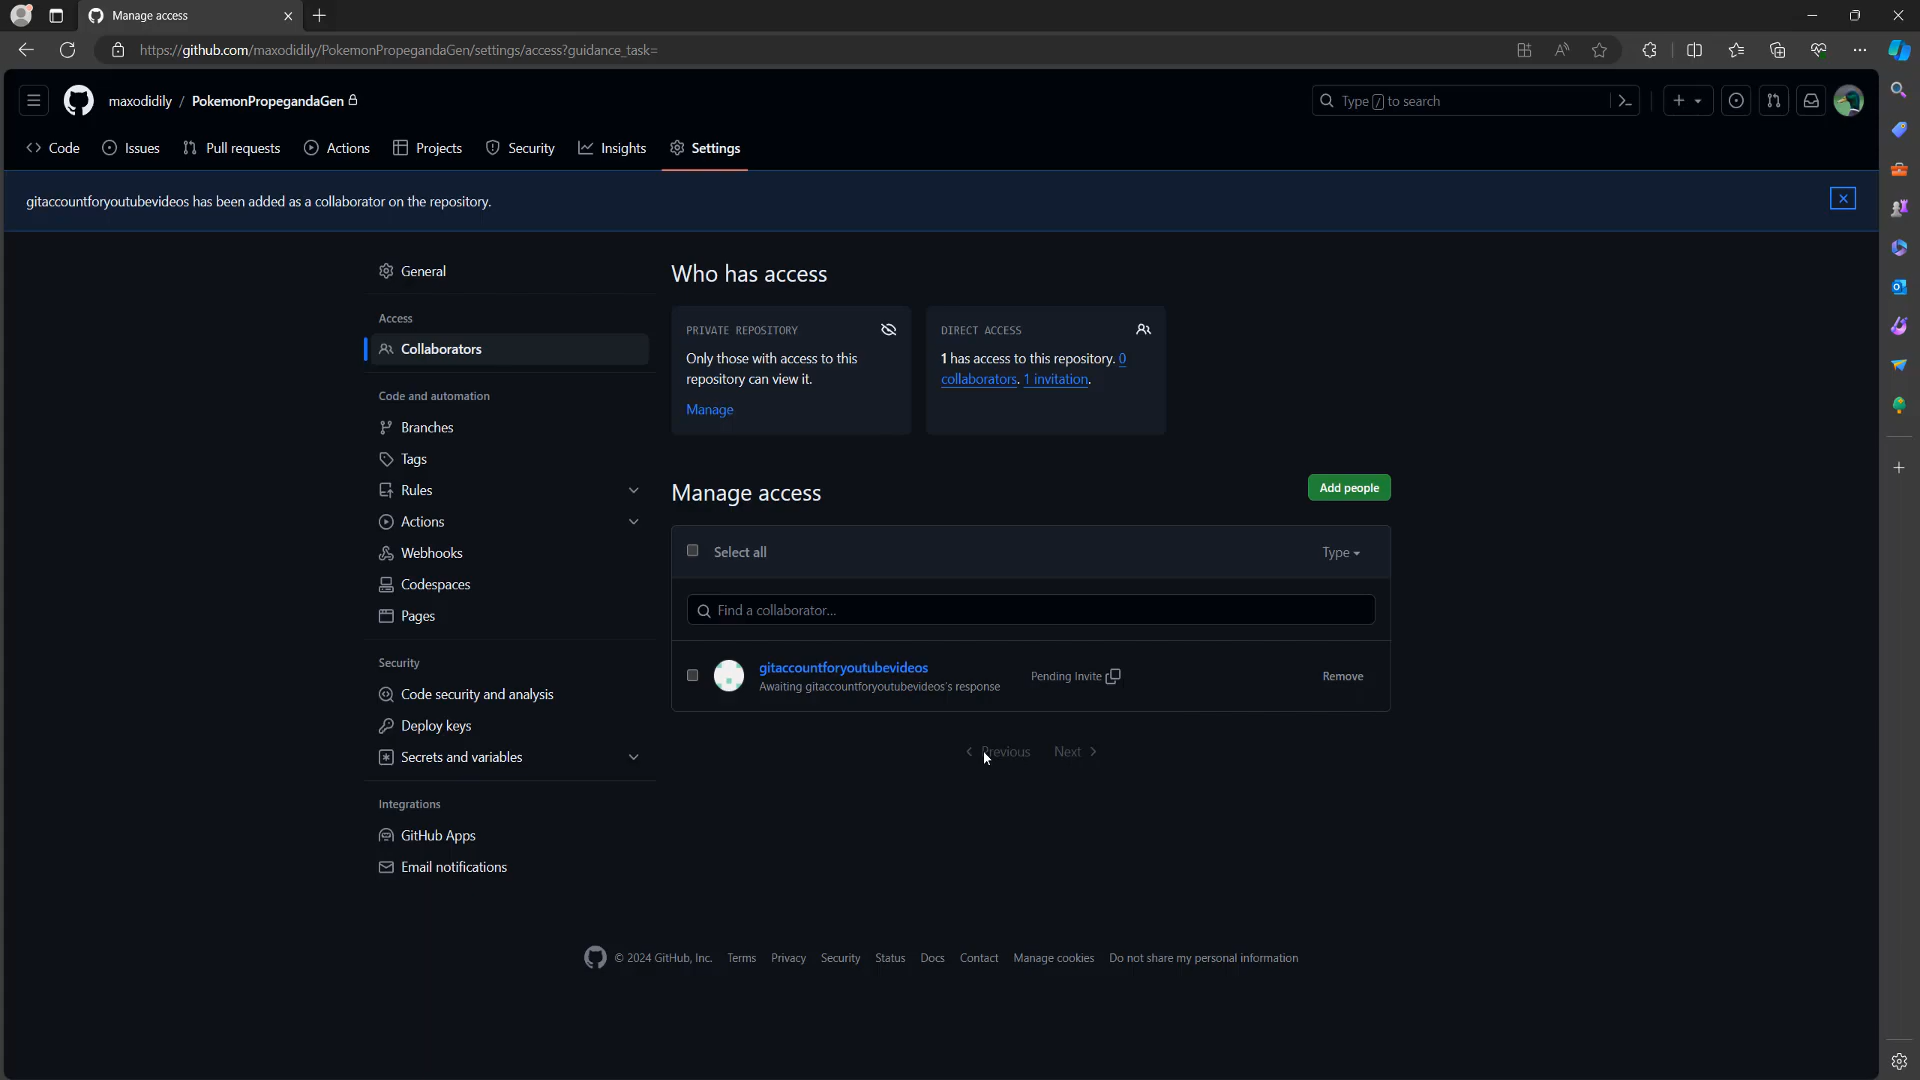 Manage access
https://github.com/maxodidily/PokemonPropegandaGen/settings/access?guidance_task=
maxodidily / PokemonPropegandaGen
Type / to search
Code
Issues
Pull requests
Actions
Projects
Security
Insights
Settings
gitaccountforyoutubevideos has been added as a collaborator on the repository.
General
Access
Collaborators
Code and automation
Branches
Tags
Rules
Actions
Webhooks
Codespaces
Pages
Security
Code security and analysis
Deploy keys
Secrets and variables
Integrations
GitHub Apps
Email notifications
Who has access
PRIVATE REPOSITORY
Only those with access to this
repository can view it.
Manage
DIRECT ACCESS
1 has access to this repository. 0
collaborators. 1 invitation.
Manage access
Add people
Select all
Type
Find a collaborator...
gitaccountforyoutubevideos
Awaiting gitaccountforyoutubevideos's response
Pending Invite
Remove
Previous
Next
© 2024 GitHub, Inc.
Terms
Privacy
Security
Status
Docs
Contact
Manage cookies
Do not share my personal information